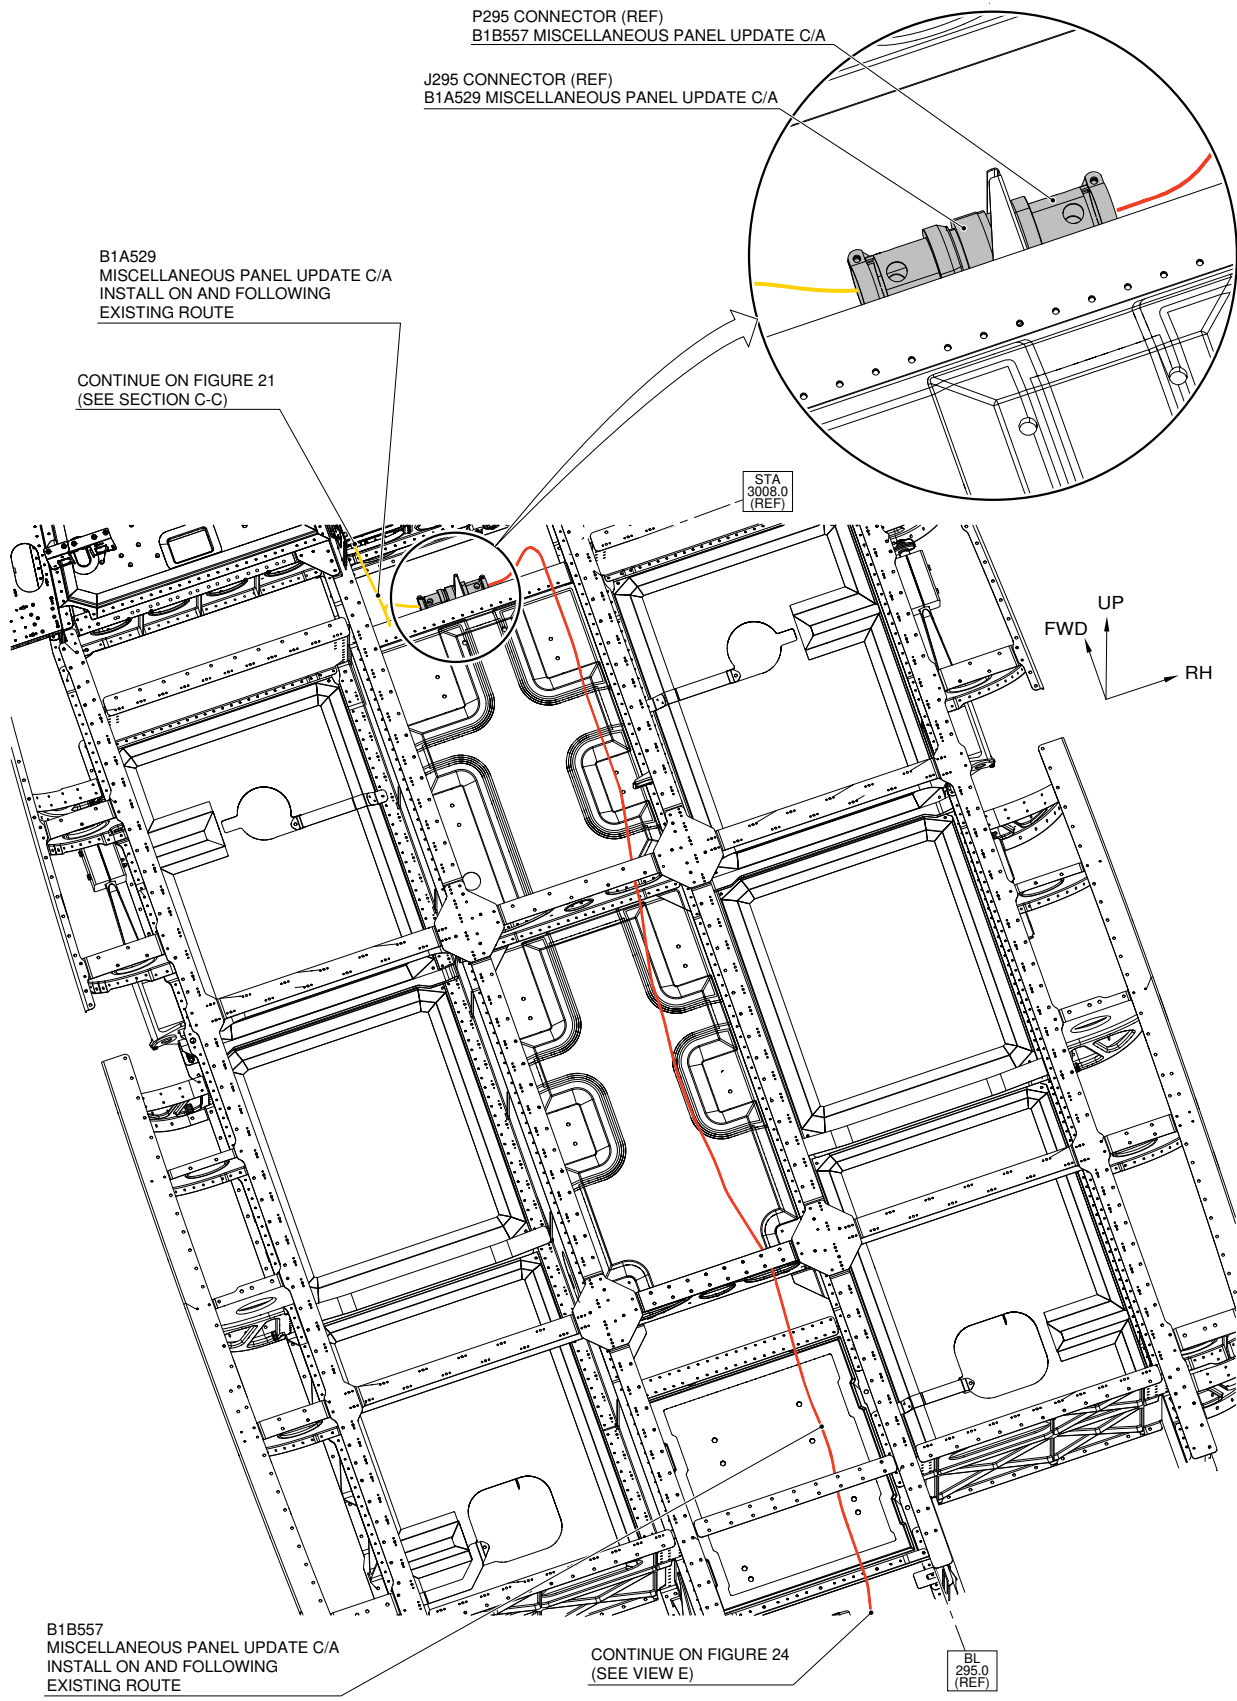 P295 CONNECTOR (REF)
B1B557 MISCELLANEOUS PANEL UPDATE C/A
J295 CONNECTOR (REF)
B1A529 MISCELLANEOUS PANEL UPDATE C/A
B1A529
MISCELLANEOUS PANEL UPDATE C/A
INSTALL ON AND FOLLOWING
EXISTING ROUTE
CONTINUE ON FIGURE 21
(SEE SECTION C-C)
STA
3008.0
(REF)
UP
FWD
RH
B1B557
MISCELLANEOUS PANEL UPDATE C/A
INSTALL ON AND FOLLOWING
EXISTING ROUTE
CONTINUE ON FIGURE 24
(SEE VIEW E)
BL
295.0
(REF)